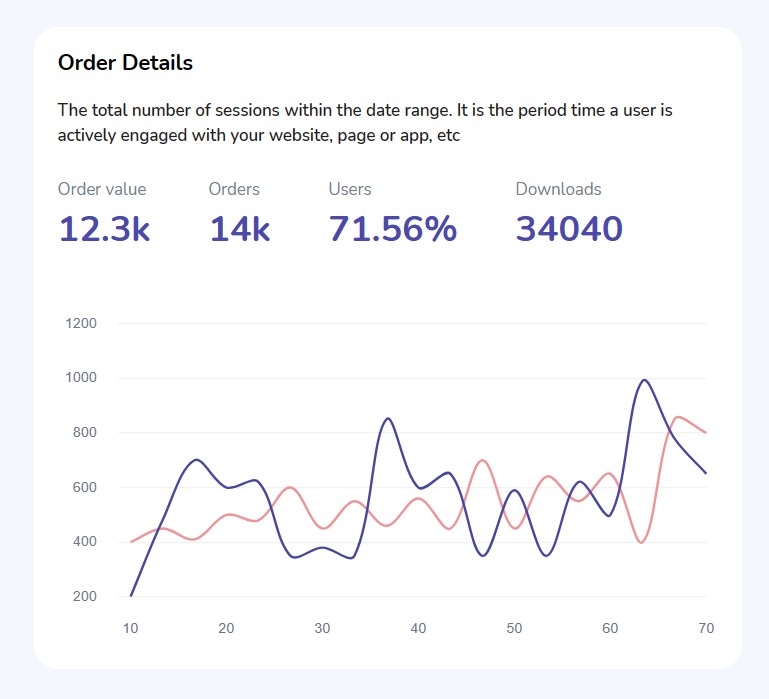 Order Details
The total number of sessions within the date range. It is the period time a user is
actively engaged with your website, page or app, etc
Order value Orders Users Downloads
12.3k 14k 71.56% 34040
1200
1000
800
600
400
200
10 20 30 40 50 60 70